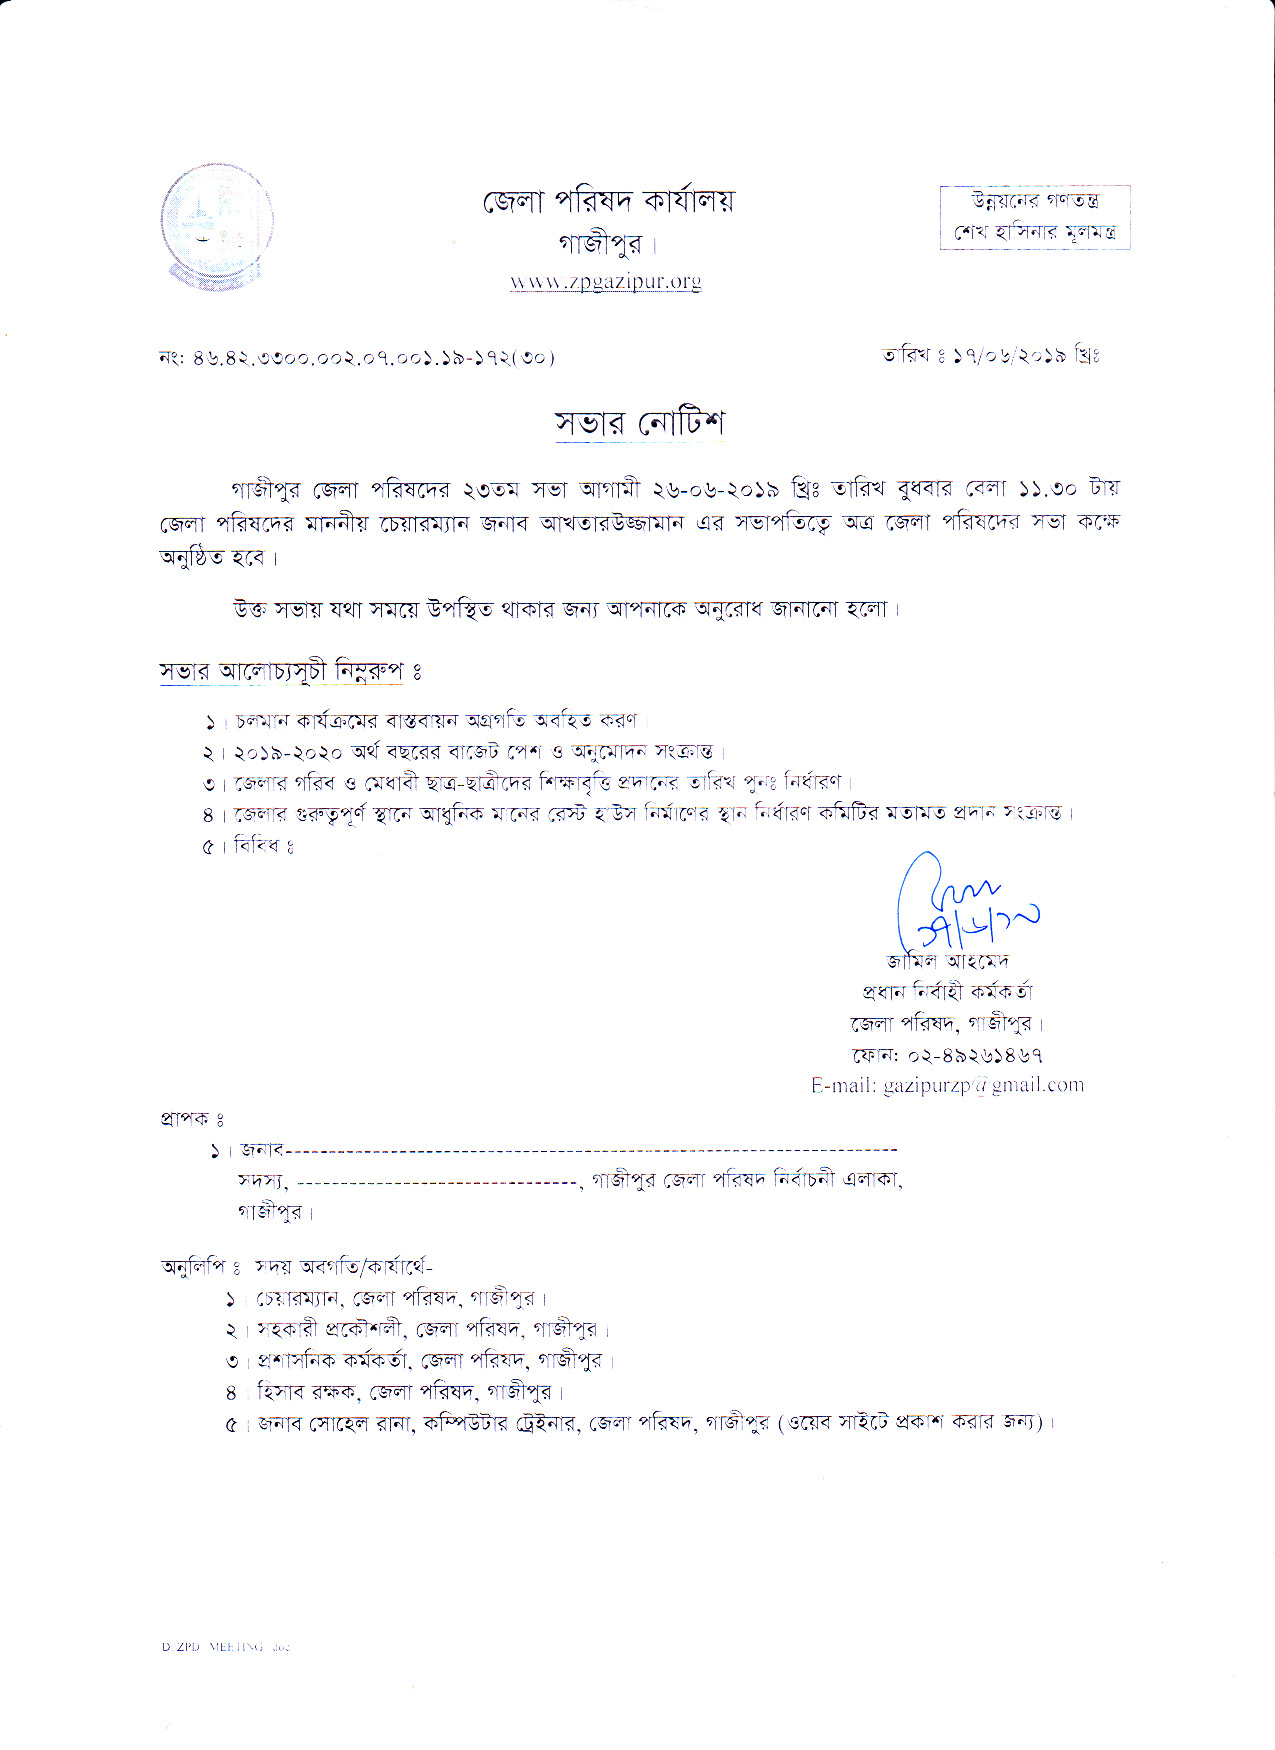 জেলা পরিষদ কার্যালয়
গাজীপুর।
www.zpgazipur.org
উন্নয়নের গণতন্ত্র
শেখ হাসিনার মূলমন্ত্র
নং: ৪৬.৪২.৩৩০০.০০২.০৭.০০১.১৯-১৭২(৩০)
তারিখ ঃ ১৭/০৬/২০১৯ খ্রিঃ
সভার নোটিশ
গাজীপুর জেলা পরিষদের ২৩তম সভা আগামী ২৬-০৬-২০১৯ খ্রিঃ তারিখ বুধবার বেলা ১১.৩০ টায়
জেলা পরিষদের মাননীয় চেয়ারম্যান জনাব আখতারউজ্জামান এর সভাপতিত্বে অত্র জেলা পরিষদের সভা কক্ষে
অনুষ্ঠিত হবে।
উক্ত সভায় যথা সময়ে উপস্থিত থাকার জন্য আপনাকে অনুরোধ জানানো হলো।
সভার আলোচ্যসূচী নিম্নরুপ ঃ
১। চলমান কার্যক্রমের বাস্তবায়ন অগ্রগতি অবহিত করণ
২। ২০১৯-২০২০ অর্থ বছরের বাজেট পেশ ও অনুমোদন সংক্রান্ত।
৩। জেলার গরিব ও মেধাবী ছাত্র-ছাত্রীদের শিক্ষাবৃত্তি প্রদানের তারিখ পুনঃ নির্ধারণ।
৪। জেলার গুরুত্বপূর্ণ স্থানে আধুনিক মানের রেস্ট হাউস নির্মাণের স্থান নির্ধারণ কমিটির মতামত প্রদান সংক্রান্ত।
৫। বিবিধ ঃ
১৭/৬/১৯
জামিল আহমেদ
প্রধান নির্বাহী কর্মকর্তা
জেলা পরিষদ, গাজীপুর।
ফোন: ০২-৪৯২৬১৪৬৭
E-mail: gazipurzp@gmail.com
প্রাপক ঃ
১। জনাব-----------------------------------------------------------------------
সদস্য, --------------------------------, গাজীপুর জেলা পরিষদ নির্বাচনী এলাকা,
গাজীপুর।
অনুলিপি ঃ সদয় অবগতি/কার্যার্থে-
১ চেয়ারম্যান, জেলা পরিষদ, গাজীপুর।
২। সহকারী প্রকৌশলী, জেলা পরিষদ, গাজীপুর।
৩। প্রশাসনিক কর্মকর্তা, জেলা পরিষদ, গাজীপুর।
৪ হিসাব রক্ষক, জেলা পরিষদ, গাজীপুর।
৫। জনাব সোহেল রানা, কম্পিউটার ট্রেইনার, জেলা পরিষদ, গাজীপুর (ওয়েব সাইটে প্রকাশ করার জন্য)।
D ZPD MEETING doc